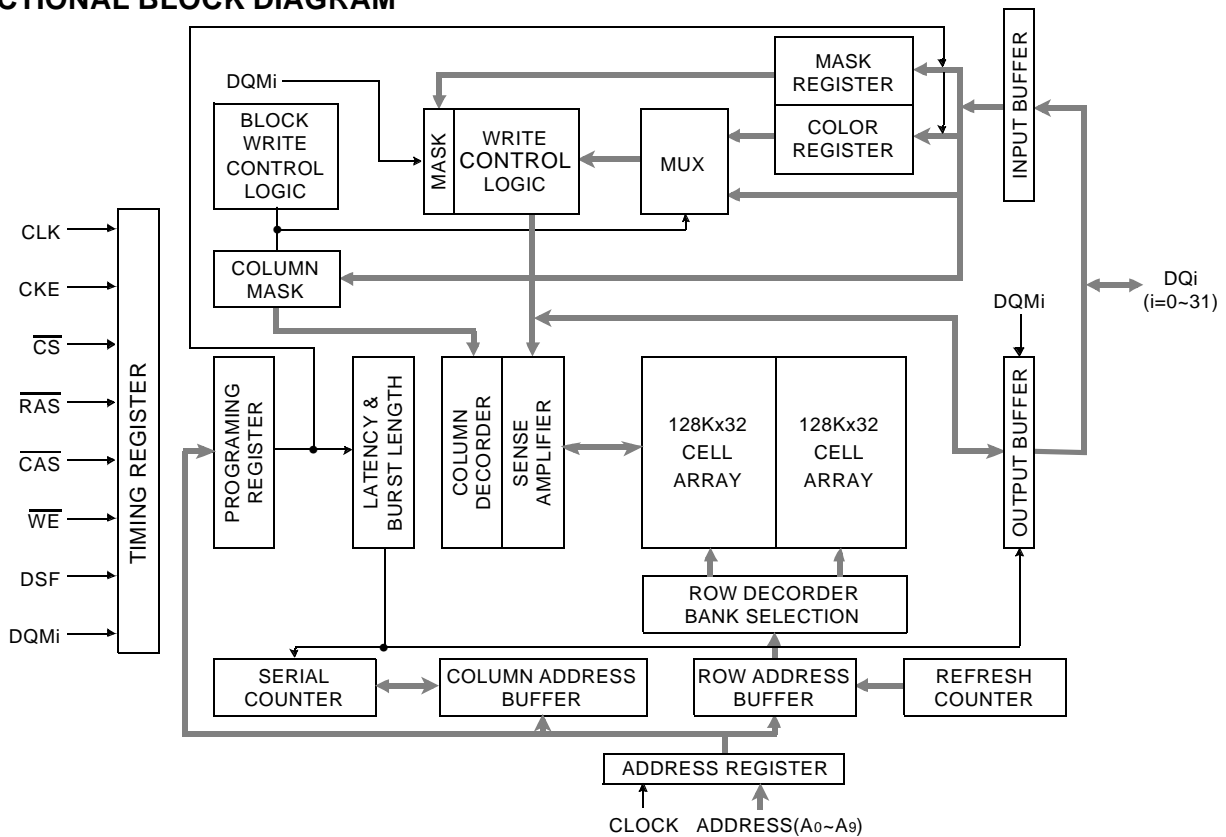 CTIONAL BLOCK DIAGRAM
DQMi
BLOCK
WRITE
CONTROL
LOGIC
MASK
WRITE
CONTROL
LOGIC
MUX
MASK
REGISTER
COLOR
REGISTER
INPUT BUFFER
COLUMN
MASK
CLK
CKE
CS
RAS
CAS
WE
DSF
DQMi
TIMING REGISTER
DQi
(i=0~31)
DQMi
PROGRAMING
REGISTER
LATENCY &
BURST LENGTH
COLUMN
DECORDER
SENSE
AMPLIFIER
128Kx32
CELL
ARRAY
128Kx32
CELL
ARRAY
OUTPUT BUFFER
ROW DECORDER
BANK SELECTION
SERIAL
COUNTER
COLUMN ADDRESS
BUFFER
ROW ADDRESS
BUFFER
REFRESH
COUNTER
ADDRESS REGISTER
CLOCK
ADDRESS(A0~A9)